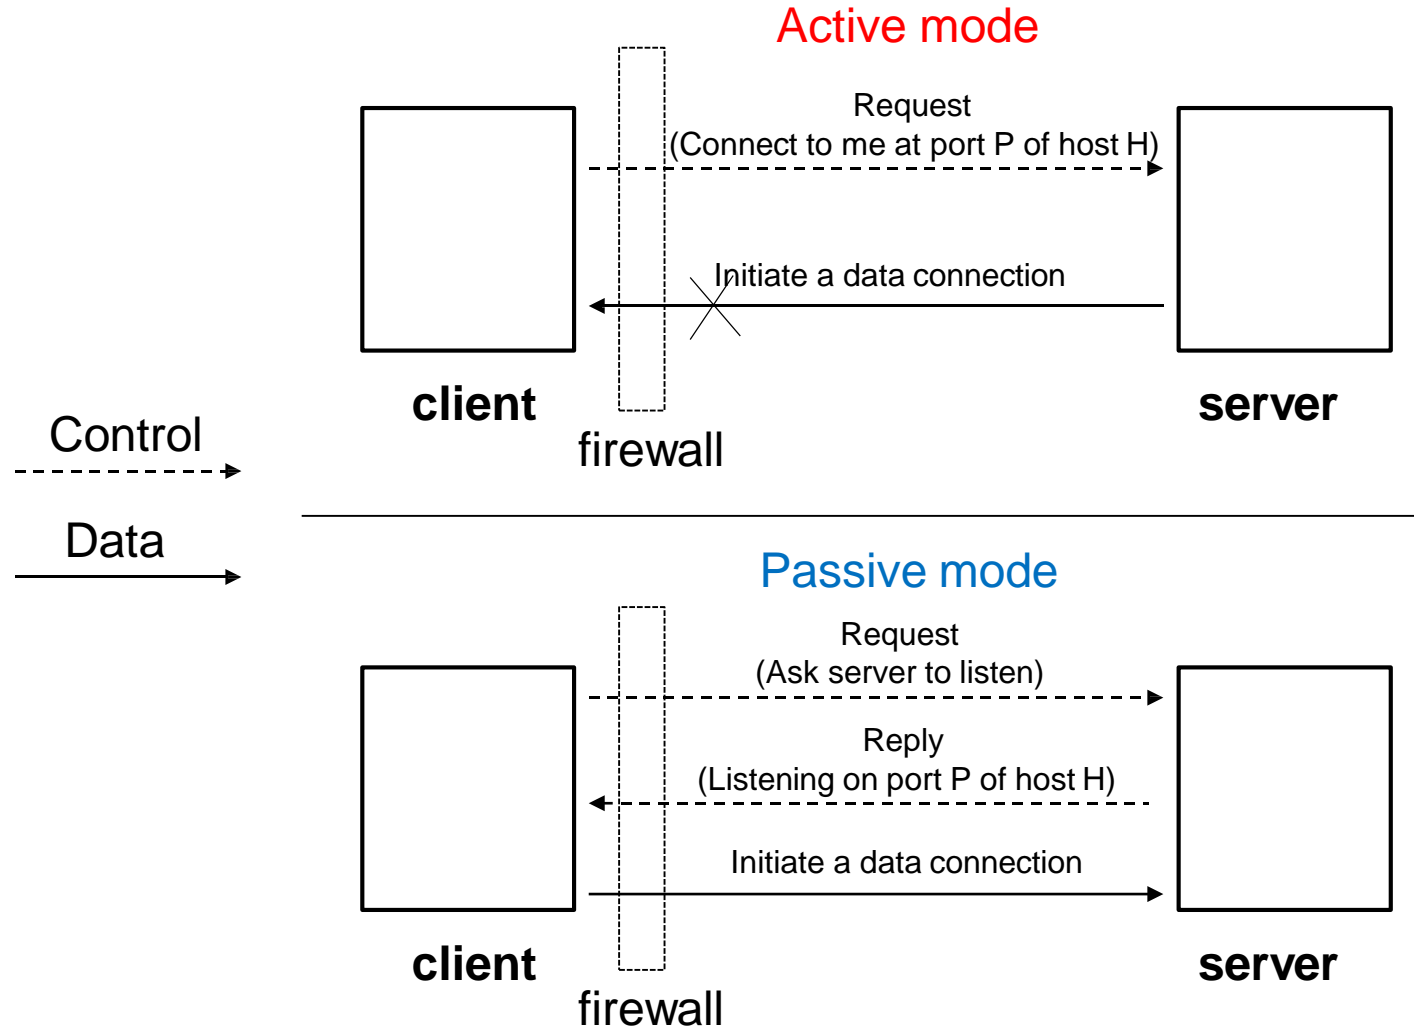 Active mode
Request
(Connect to me at port P of host H)
Initiate a data connection
client
server
firewall
Control
Data
Passive mode
Request
(Ask server to listen)
Reply
(Listening on port P of host H)
Initiate a data connection
client
server
firewall